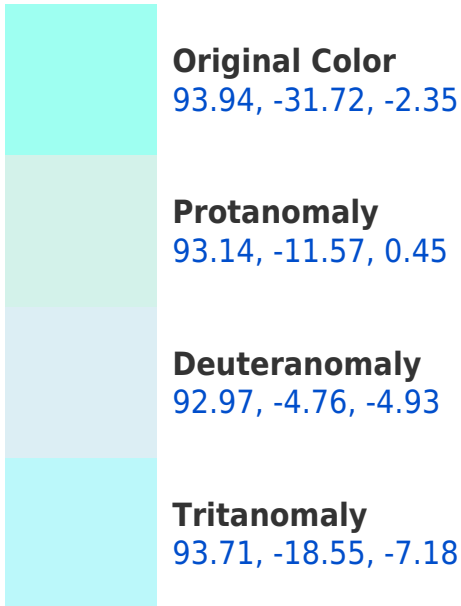 Original Color
93.94, -31.72, -2.35
Protanomaly
93.14, -11.57, 0.45
Deuteranomaly
92.97, -4.76, -4.93
Tritanomaly
93.71, -18.55, -7.18